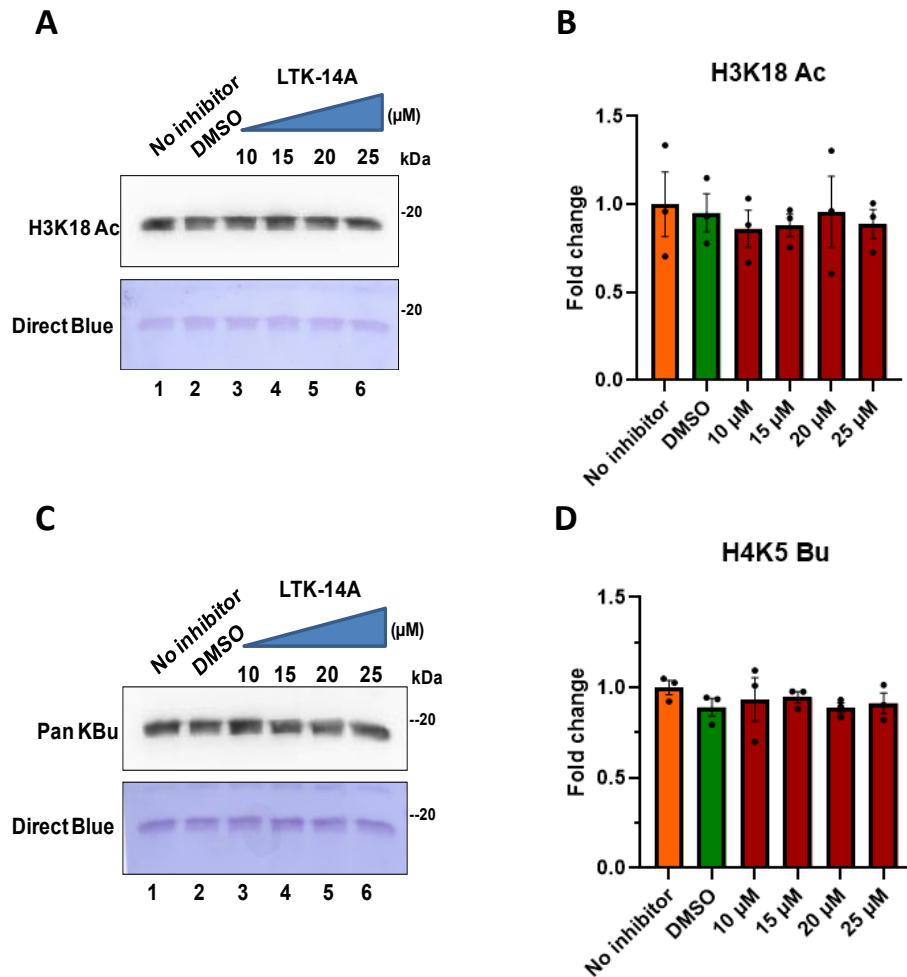 A
No inhibitor
DMSO
LTK-14A
(µM)
10 15 20 25 kDa
H3K18 Ac
-20
Direct Blue
-20
1 2 3 4 5 6
B
H3K18 Ac
Fold change
1.5
1.0
0.5
0.0
No inhibitor
DMSO
10 µM
15 µM
20 µM
25 µM
C
No inhibitor
DMSO
LTK-14A
(µM)
10 15 20 25 kDa
Pan KBu
--20
Direct Blue
--20
1 2 3 4 5 6
D
H4K5 Bu
Fold change
1.5
1.0
0.5
0.0
No inhibitor
DMSO
10 µM
15 µM
20 µM
25 µM